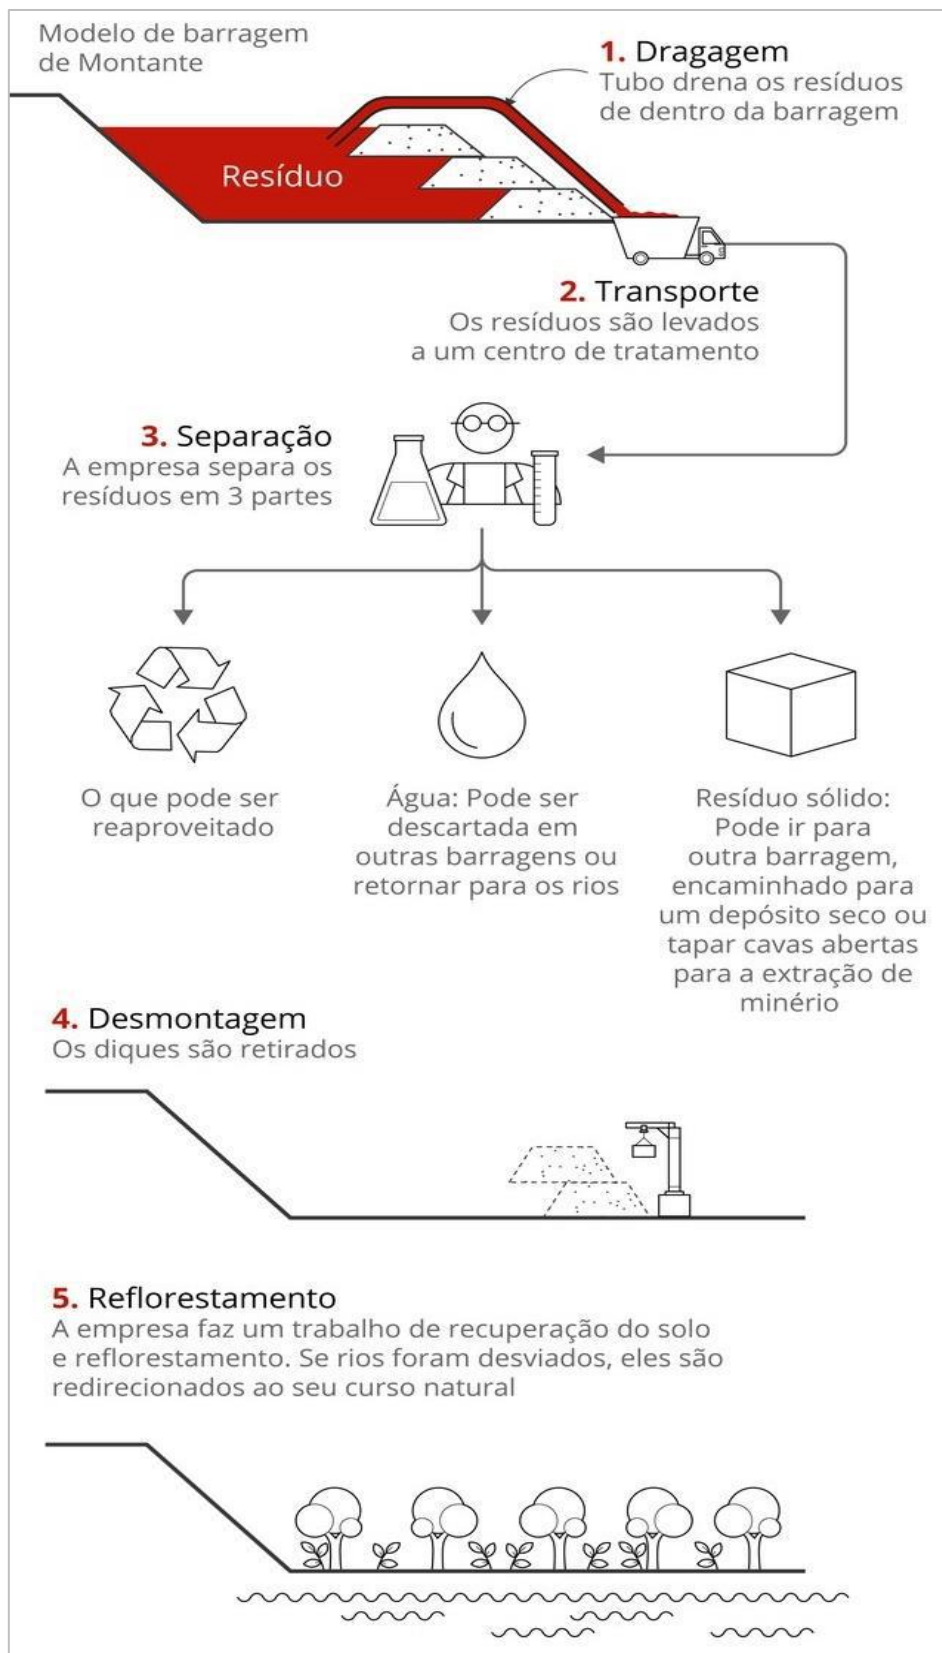 Modelo de barragem
de Montante
1. Dragagem
Tubo drena os resíduos
de dentro da barragem
Resíduo
2. Transporte
Os resíduos são levados
a um centro de tratamento
3. Separação
A empresa separa os
resíduos em 3 partes
O que pode ser
reaproveitado
Água: Pode ser
descartada em
outras barragens ou
retornar para os rios
Resíduo sólido:
Pode ir para
outra barragem,
encaminhado para
um depósito seco ou
tapar cavas abertas
para a extração de
minério
4. Desmontagem
Os diques são retirados
5. Reflorestamento
A empresa faz um trabalho de recuperação do solo
e reflorestamento. Se rios foram desviados, eles são
redirecionados ao seu curso natural